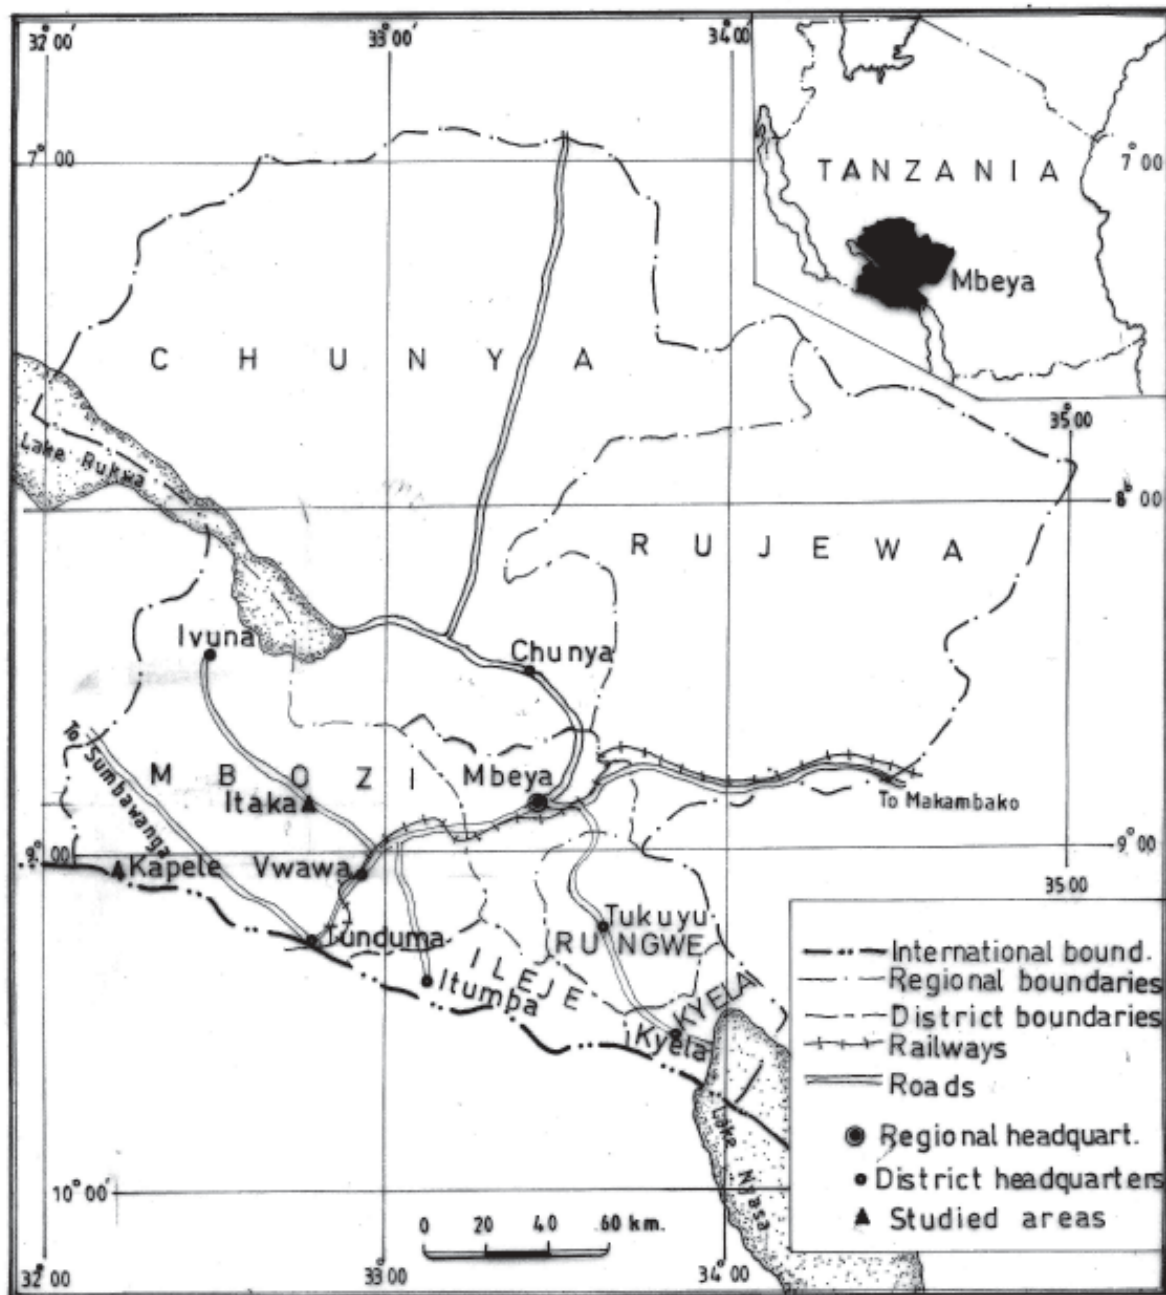 32°00'
33°00'
34°00'
7°00
TANZANIA
7°00
Mbeya
CHUNYA
35°00
Lake Rukwa
8°00
RUJEWA
Ivuna
Chunya
To Sumbawanga
MBOZI
Mbeya
Itaka
To Makambako
9°00
Kapele
Vwawa
9°00
35°00
Tukuyu
RUNGWE
Tunduma
ILEJE
Itumba
KYELA
Kyela
International bound.
Regional boundaries
District boundaries
Railways
Roads
Lake Nyasa
Regional headquart.
District headquarters
Studied areas
10°00'
0 20 40 60 km.
32°00
33°00
34°00